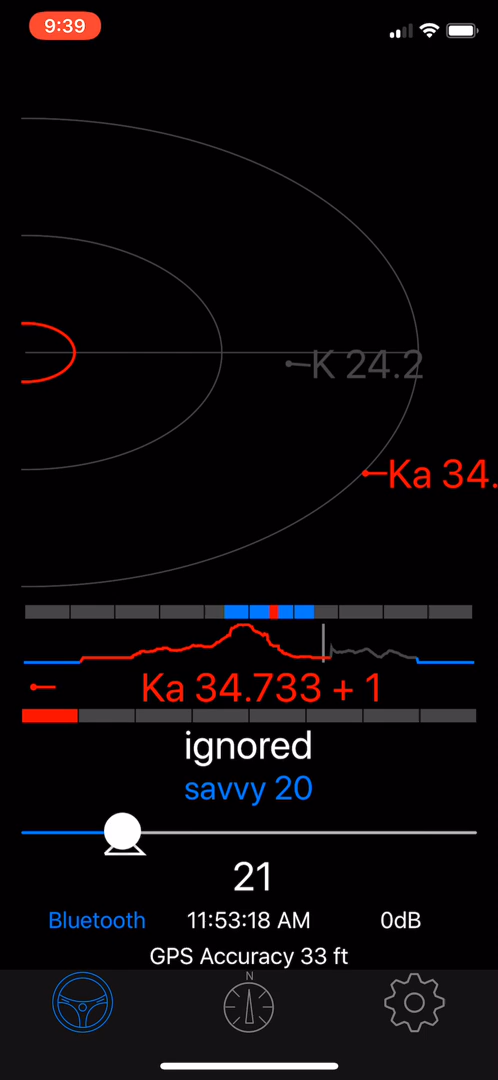 9:39
K 24.2
Ka 34.
Ka 34.733 + 1
ignored
savvy 20
21
Bluetooth 11:53:18 AM 0dB
GPS Accuracy 33 ft
N